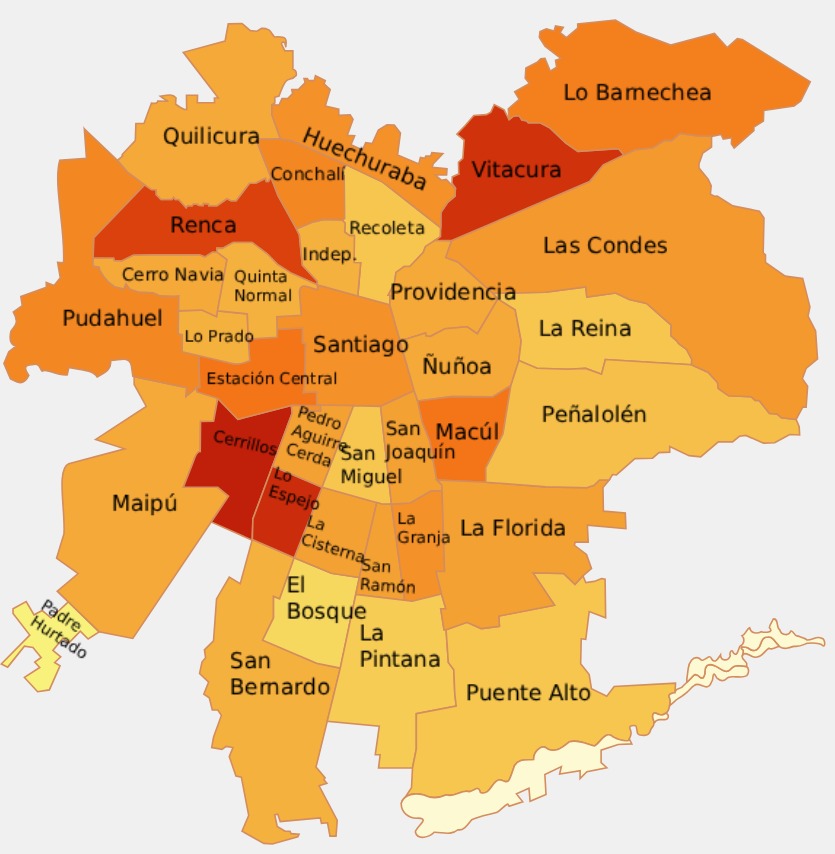 Lo Barnechea
Quilicura
Huechuraba
Vitacura
Conchalí
Renca
Recoleta
Las Condes
Indep.
Cerro Navia
Quinta
Normal
Providencia
Pudahuel
La Reina
Lo Prado
Santiago
Ñuñoa
Estación Central
Peñalolén
Pedro
Aguirre
Cerda
San
Joaquín
Macúl
Cerrillos
San
Miguel
Lo
Espejo
Maipú
La
Cisterna
La
Granja
La Florida
San
Ramón
El
Bosque
Padre
Hurtado
La
Pintana
San
Bernardo
Puente Alto